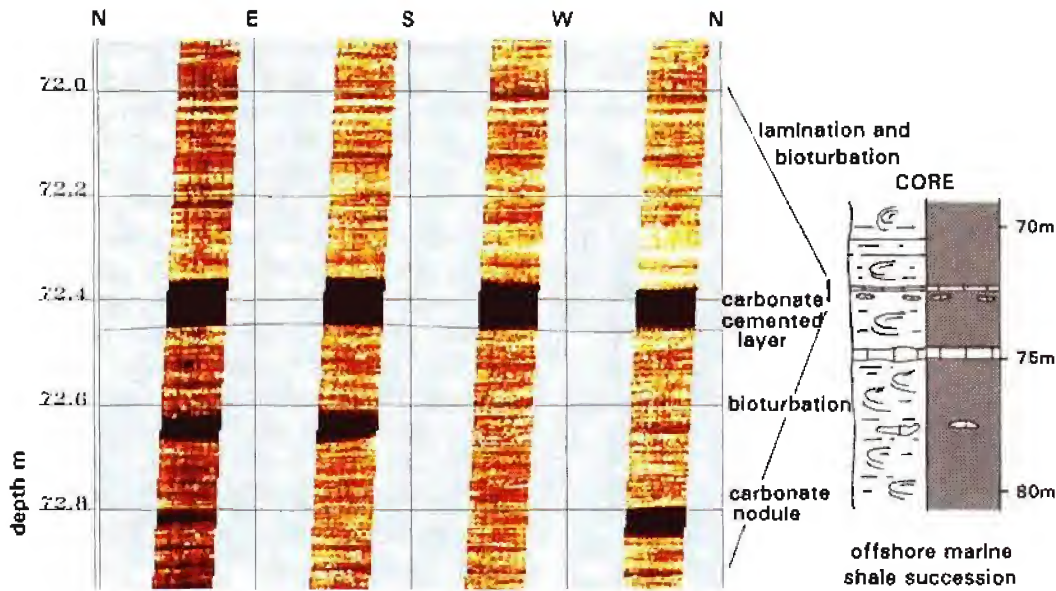 N E S W N
72.0
72.2
72.4
72.6
72.8
depth m
lamination and
bioturbation
carbonate
cemented
layer
bioturbation
carbonate
nodule
CORE
70m
75m
80m
offshore marine
shale succession